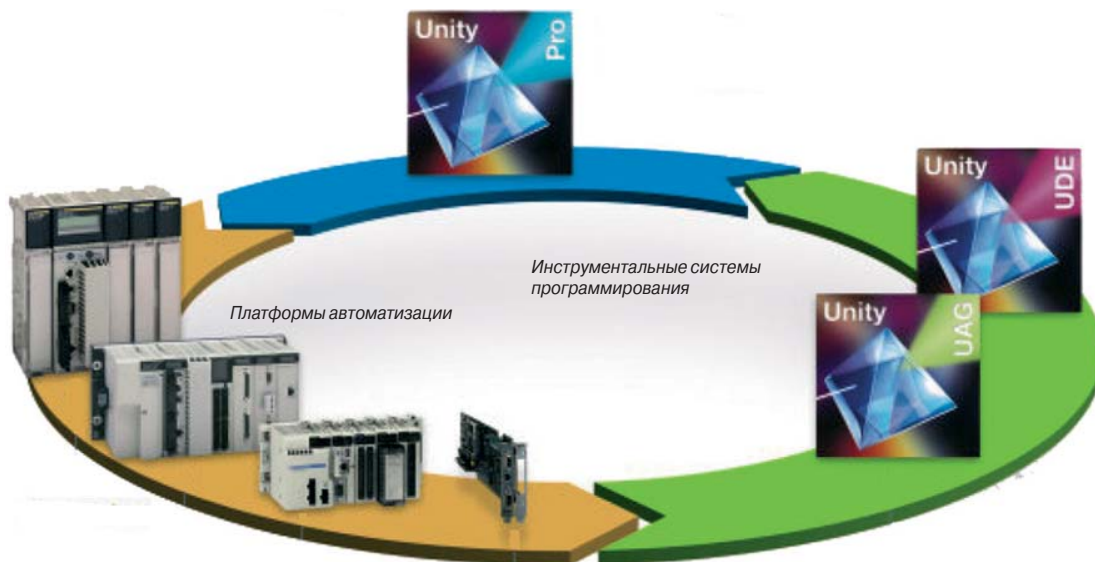 Unity
Pro
Unity
UDE
Инструментальные системы
программирования
Платформы автоматизации
Unity
UAG